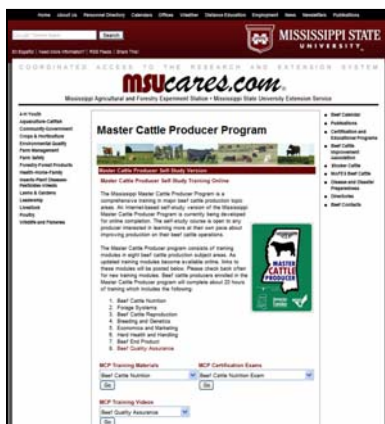 Home About Us Personnel Directory Calendars Offices Weather Distance Education Employment News Newsletters Publications
Search
MISSISSIPPI STATE
UNIVERSITY
En Español | Need More Information? | RSS Feeds | Share This:
COORDINATED ACCESS TO THE RESEARCH AND EXTENSION SYSTEM
msucares.com
Mississippi Agricultural and Forestry Experiment Station • Mississippi State University Extension Service
4-H Youth
Aquaculture-Catfish
Community-Government
Crops & Horticulture
Environmental Quality
Farm Management
Farm Safety
Forestry-Forest Products
Health-Home-Family
Insects-Plant Diseases
Pesticides-Weeds
Lawns & Gardens
Leadership
Livestock
Poultry
Wildlife and Fisheries
Master Cattle Producer Program
Master Cattle Producer Self-Study Version
Master Cattle Producer Self-Study Training Online
The Mississippi Master Cattle Producer Program is a
comprehensive training in major beef cattle production topic
areas. An internet-based self-study version of the Mississippi
Master Cattle Producer Program is currently being developed
for online completion. The self-study course is open to any
producer interested in learning more at their own pace about
improving production on their beef cattle operations.
The Master Cattle Producer program consists of training
modules in eight beef cattle production subject areas. As
updated training modules become available online, links to
these modules will be posted below. Please check back often
for new training modules. Beef cattle producers enrolled in the
Master Cattle Producer program will complete about 20 hours
of training which includes the following:
1. Beef Cattle Nutrition
2. Forage Systems
3. Beef Cattle Reproduction
4. Breeding and Genetics
5. Economics and Marketing
6. Herd Health and Handling
7. Beef End Product
8. Beef Quality Assurance
MASTER
CATTLE
PRODUCER
MCP Training Materials
Beef Cattle Nutrition
Go
MCP Certification Exams
Beef Cattle Nutrition Exam
Go
MCP Training Videos
Beef Quality Assurance
Go
Beef Calendar
Publications
Certification and
Educational Programs
Beef Cattle
Improvement
Association
Stocker Cattle
MAFES Beef Cattle
Disease and Disaster
Preparedness
Directories
Beef Contacts